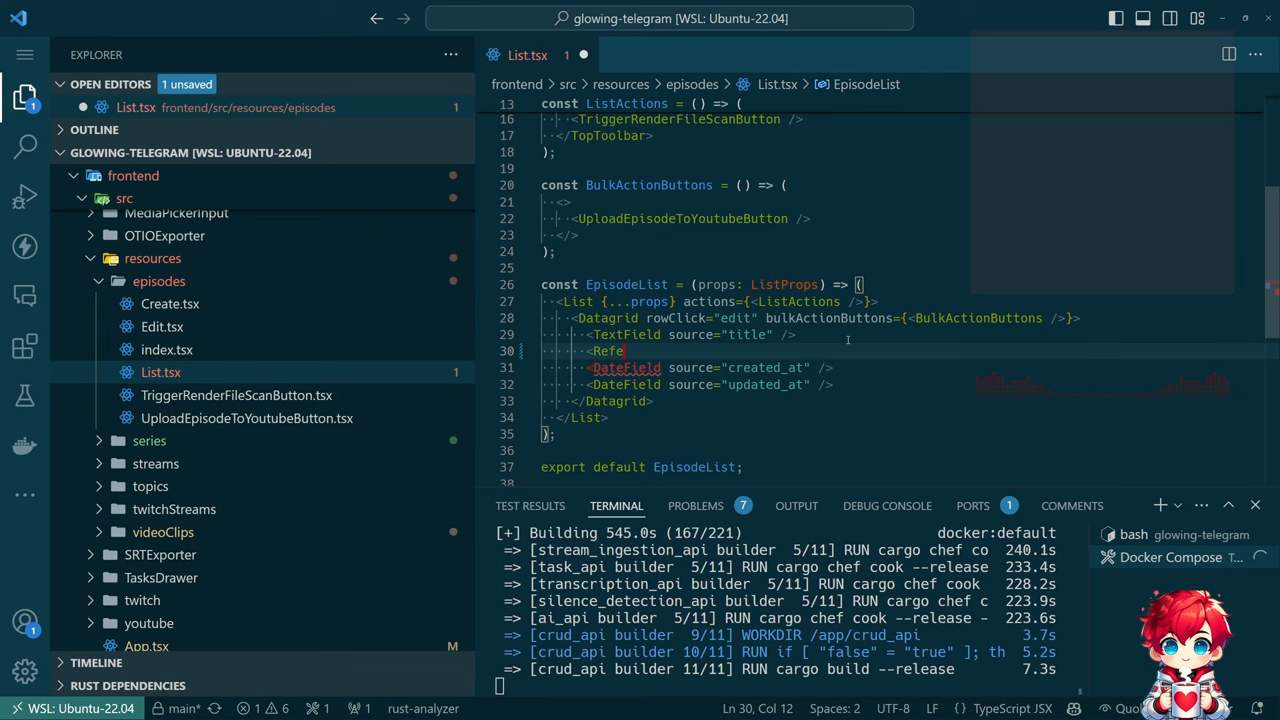 glowing-telegram [WSL: Ubuntu-22.04]
EXPLORER
OPEN EDITORS 1 unsaved
List.tsx frontend/src/resources/episodes 1
OUTLINE
GLOWING-TELEGRAM [WSL: UBUNTU-22.04]
frontend
src
MediaPickerInput
OTIOExporter
resources
episodes
Create.tsx
Edit.tsx
index.tsx
List.tsx 1
TriggerRenderFileScanButton.tsx
UploadEpisodeToYoutubeButton.tsx
series
streams
topics
twitchStreams
videoClips
SRTExporter
TasksDrawer
twitch
youtube
App.tsx M
TIMELINE
RUST DEPENDENCIES
List.tsx 1
frontend > src > resources > episodes > List.tsx > EpisodeList
13 const ListActions = () => (
16 <TriggerRenderFileScanButton />
17 </TopToolbar>
18 );
19
20 const BulkActionButtons = () => (
21 <>
22 <UploadEpisodeToYoutubeButton />
23 </>
24 );
25
26 const EpisodeList = (props: ListProps) => (
27 <List {...props} actions={<ListActions />}>
28 <Datagrid rowClick="edit" bulkActionButtons={<BulkActionButtons />}>
29 <TextField source="title" />
30 <Refe
31 <DateField source="created_at" />
32 <DateField source="updated_at" />
33 </Datagrid>
34 </List>
35 );
36
37 export default EpisodeList;
38
TEST RESULTS TERMINAL PROBLEMS 7 OUTPUT DEBUG CONSOLE PORTS 1 COMMENTS
[+] Building 545.0s (167/221) docker:default
=> [stream_ingestion_api builder 5/11] RUN cargo chef co 240.1s
=> [task_api builder 5/11] RUN cargo chef cook --release 233.4s
=> [transcription_api builder 5/11] RUN cargo chef cook 228.2s
=> [silence_detection_api builder 5/11] RUN cargo chef c 223.9s
=> [ai_api builder 5/11] RUN cargo chef cook --release - 223.6s
=> [crud_api builder 9/11] WORKDIR /app/crud_api 3.7s
=> [crud_api builder 10/11] RUN if [ "false" = "true" ]; th 5.2s
=> [crud_api builder 11/11] RUN cargo build --release 7.3s
bash glowing-telegram
Docker Compose T...
1
1
WSL: Ubuntu-22.04 main* 1 6 1 1 rust-analyzer Ln 30, Col 12 Spaces: 2 UTF-8 LF TypeScript JSX Quo